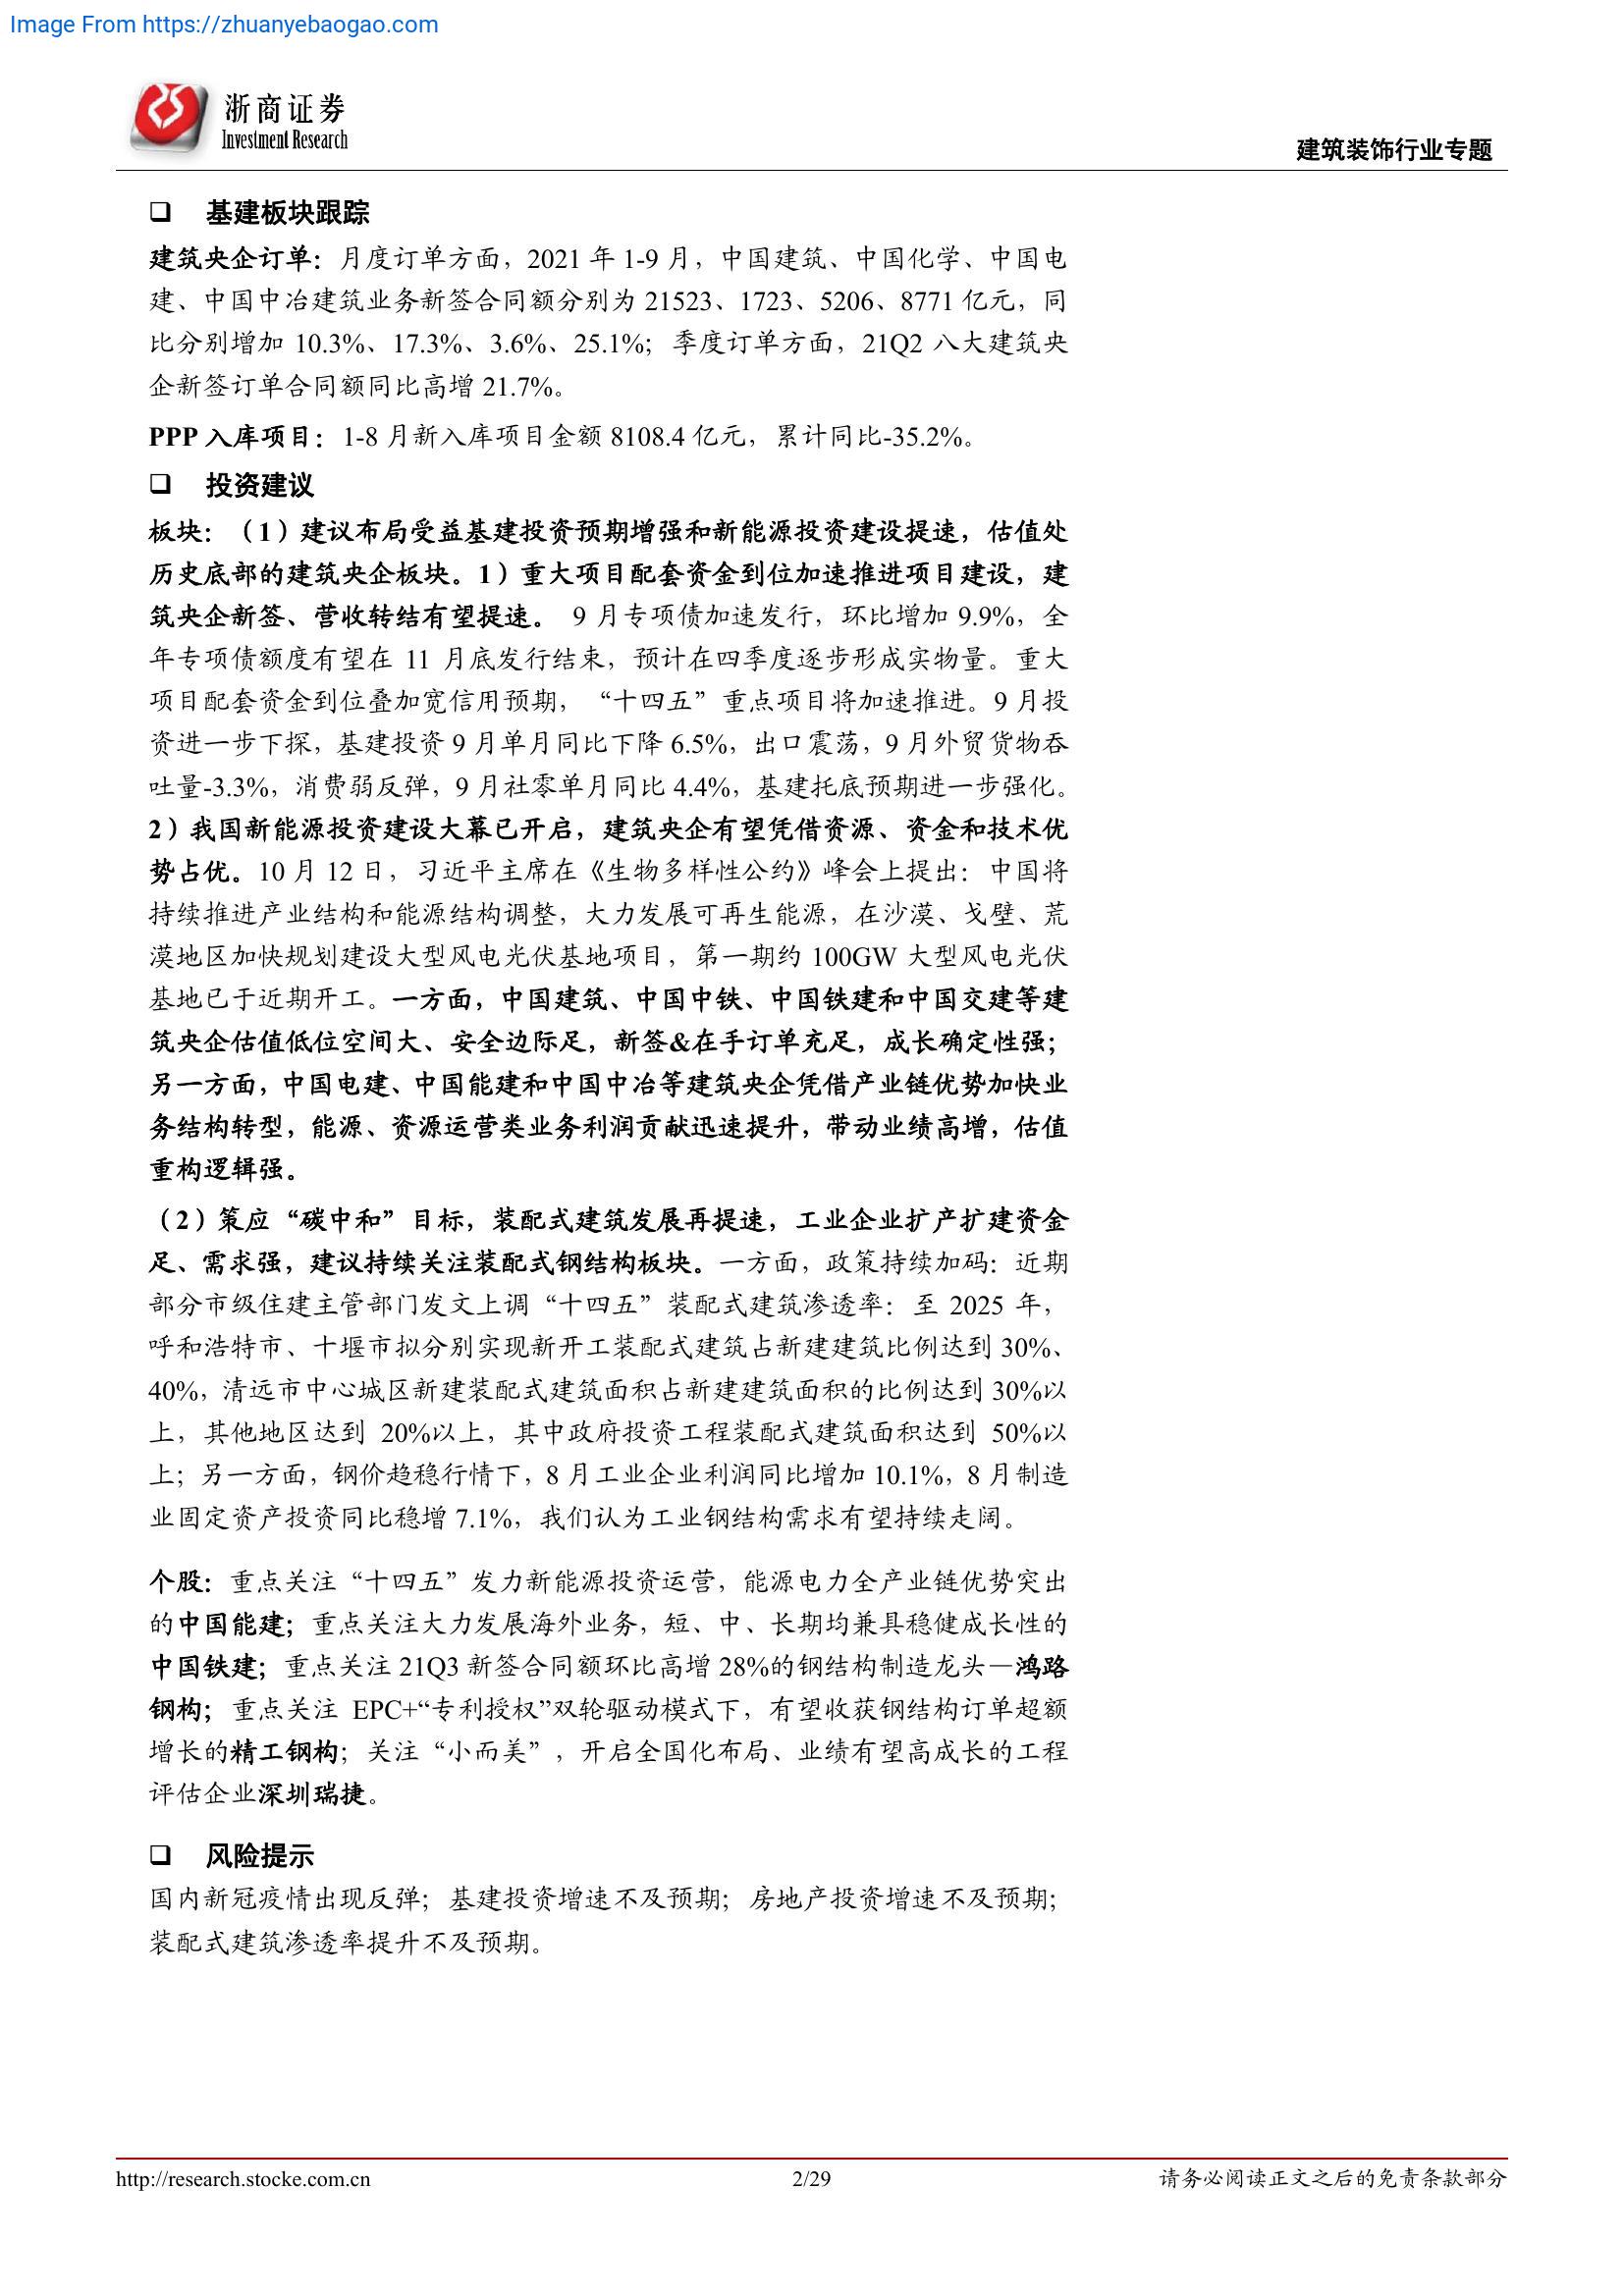 Image From https://zhuanyebaogao.com
浙商证券
Investment Research
建筑装饰行业专题
❑ 基建板块跟踪
建筑央企订单：月度订单方面，2021 年 1-9 月，中国建筑、中国化学、中国电
建、中国中冶建筑业务新签合同额分别为 21523、1723、5206、8771 亿元，同
比分别增加 10.3%、17.3%、3.6%、25.1%；季度订单方面，21Q2 八大建筑央
企新签订单合同额同比高增 21.7%。
PPP 入库项目：1-8 月新入库项目金额 8108.4 亿元，累计同比-35.2%。
❑ 投资建议
板块：（1）建议布局受益基建投资预期增强和新能源投资建设提速，估值处
历史底部的建筑央企板块。1）重大项目配套资金到位加速推进项目建设，建
筑央企新签、营收转结有望提速。 9 月专项债加速发行，环比增加 9.9%，全
年专项债额度有望在 11 月底发行结束，预计在四季度逐步形成实物量。重大
项目配套资金到位叠加宽信用预期，“十四五”重点项目将加速推进。9 月投
资进一步下探，基建投资 9 月单月同比下降 6.5%，出口震荡，9 月外贸货物吞
吐量-3.3%，消费弱反弹，9 月社零单月同比 4.4%，基建托底预期进一步强化。
2）我国新能源投资建设大幕已开启，建筑央企有望凭借资源、资金和技术优
势占优。10 月 12 日，习近平主席在《生物多样性公约》峰会上提出：中国将
持续推进产业结构和能源结构调整，大力发展可再生能源，在沙漠、戈壁、荒
漠地区加快规划建设大型风电光伏基地项目，第一期约 100GW 大型风电光伏
基地已于近期开工。一方面，中国建筑、中国中铁、中国铁建和中国交建等建
筑央企估值低位空间大、安全边际足，新签&在手订单充足，成长确定性强；
另一方面，中国电建、中国能建和中国中冶等建筑央企凭借产业链优势加快业
务结构转型，能源、资源运营类业务利润贡献迅速提升，带动业绩高增，估值
重构逻辑强。
（2）策应“碳中和”目标，装配式建筑发展再提速，工业企业扩产扩建资金
足、需求强，建议持续关注装配式钢结构板块。一方面，政策持续加码：近期
部分市级住建主管部门发文上调“十四五”装配式建筑渗透率：至 2025 年，
呼和浩特市、十堰市拟分别实现新开工装配式建筑占新建建筑比例达到 30%、
40%，清远市中心城区新建装配式建筑面积占新建建筑面积的比例达到 30%以
上，其他地区达到 20%以上，其中政府投资工程装配式建筑面积达到 50%以
上；另一方面，钢价趋稳行情下，8 月工业企业利润同比增加 10.1%，8 月制造
业固定资产投资同比稳增 7.1%，我们认为工业钢结构需求有望持续走阔。
个股：重点关注“十四五”发力新能源投资运营，能源电力全产业链优势突出
的中国能建；重点关注大力发展海外业务，短、中、长期均兼具稳健成长性的
中国铁建；重点关注 21Q3 新签合同额环比高增 28%的钢结构制造龙头—鸿路
钢构；重点关注 EPC+“专利授权”双轮驱动模式下，有望收获钢结构订单超额
增长的精工钢构；关注“小而美”，开启全国化布局、业绩有望高成长的工程
评估企业深圳瑞捷。
❑ 风险提示
国内新冠疫情出现反弹；基建投资增速不及预期；房地产投资增速不及预期；
装配式建筑渗透率提升不及预期。
http://research.stocke.com.cn
2/29
请务必阅读正文之后的免责条款部分